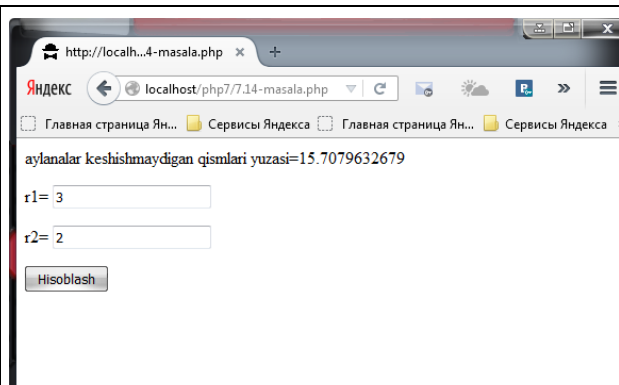 http://localh...4-masala.php × +
Яндекс localhost/php7/7.14-masala.php
Главная страница Ян... Сервисы Яндекса Главная страница Ян... Сервисы Яндекса
aylanalar keshishmaydigan qismlari yuzasi=15.7079632679
r1= 3
r2= 2
Hisoblash